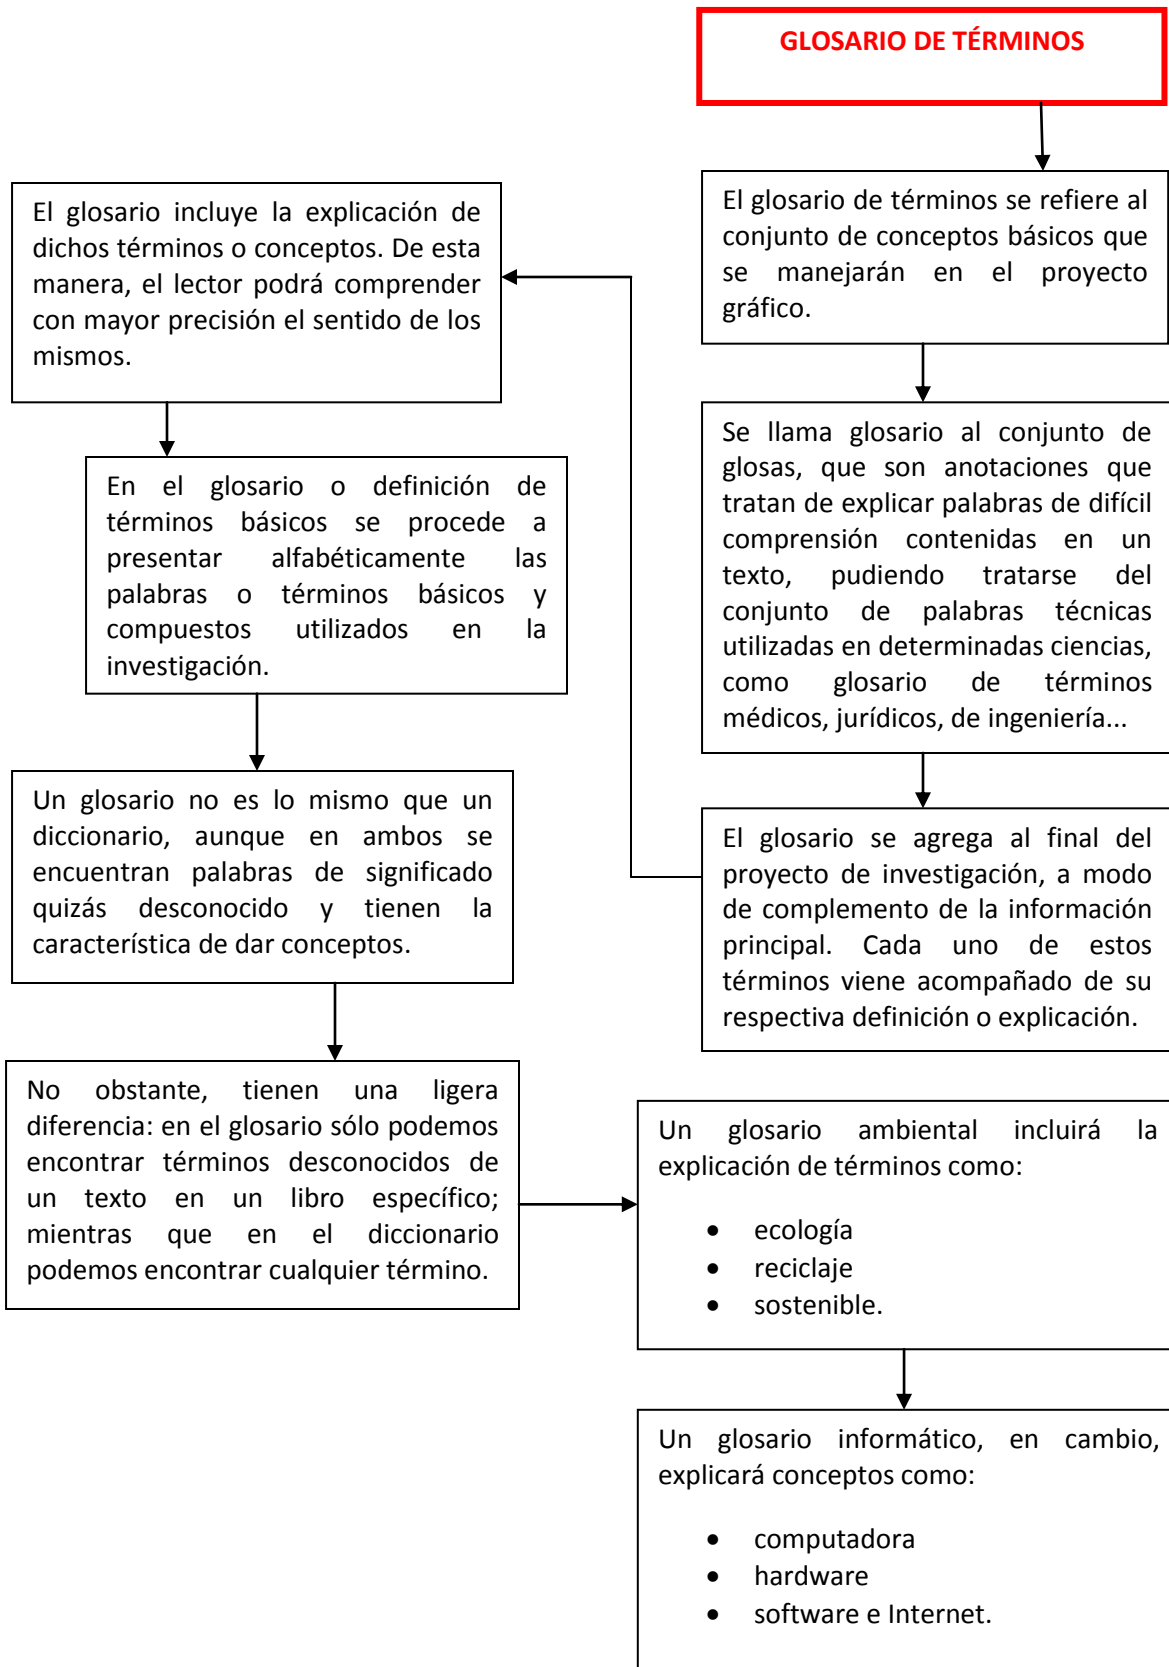 GLOSARIO DE TÉRMINOS
El glosario de términos se refiere al
conjunto de conceptos básicos que
se manejarán en el proyecto
gráfico.
Se llama glosario al conjunto de
glosas, que son anotaciones que
tratan de explicar palabras de difícil
comprensión contenidas en un
texto, pudiendo tratarse del
conjunto de palabras técnicas
utilizadas en determinadas ciencias,
como glosario de términos
médicos, jurídicos, de ingeniería...
El glosario se agrega al final del
proyecto de investigación, a modo
de complemento de la información
principal. Cada uno de estos
términos viene acompañado de su
respectiva definición o explicación.
El glosario incluye la explicación de
dichos términos o conceptos. De esta
manera, el lector podrá comprender
con mayor precisión el sentido de los
mismos.
En el glosario o definición de
términos básicos se procede a
presentar alfabéticamente las
palabras o términos básicos y
compuestos utilizados en la
investigación.
Un glosario no es lo mismo que un
diccionario, aunque en ambos se
encuentran palabras de significado
quizás desconocido y tienen la
característica de dar conceptos.
No obstante, tienen una ligera
diferencia: en el glosario sólo podemos
encontrar términos desconocidos de
un texto en un libro específico;
mientras que en el diccionario
podemos encontrar cualquier término.
Un glosario ambiental incluirá la
explicación de términos como:
• ecología
• reciclaje
• sostenible.
Un glosario informático, en cambio,
explicará conceptos como:
• computadora
• hardware
• software e Internet.